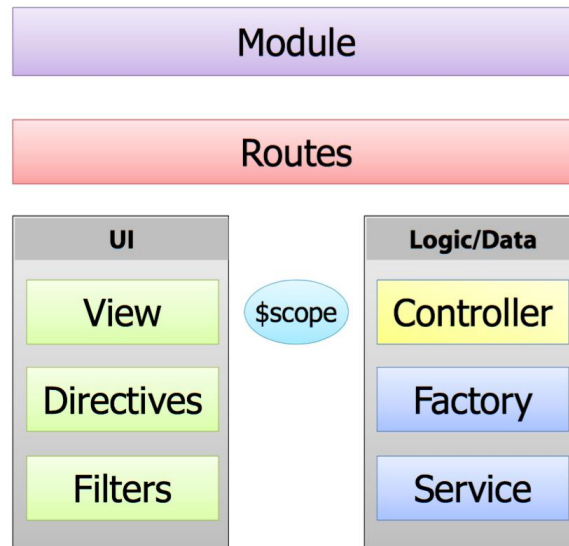 Module
Routes
UI
View
Directives
Filters
$scope
Logic/Data
Controller
Factory
Service